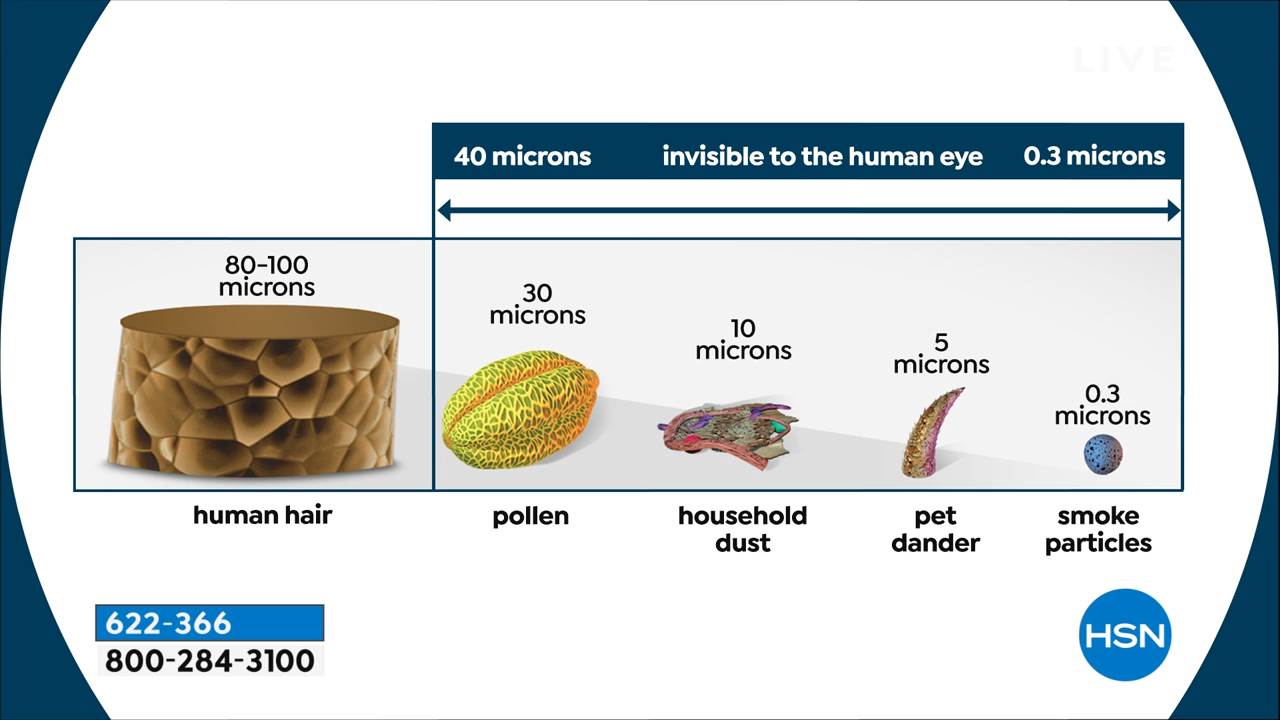 LIVE
40 microns invisible to the human eye 0.3 microns
80-100
microns
30
microns
10
microns
5
microns
0.3
microns
human hair
pollen
household
dust
pet
dander
smoke
particles
622-366
800-284-3100
HSN